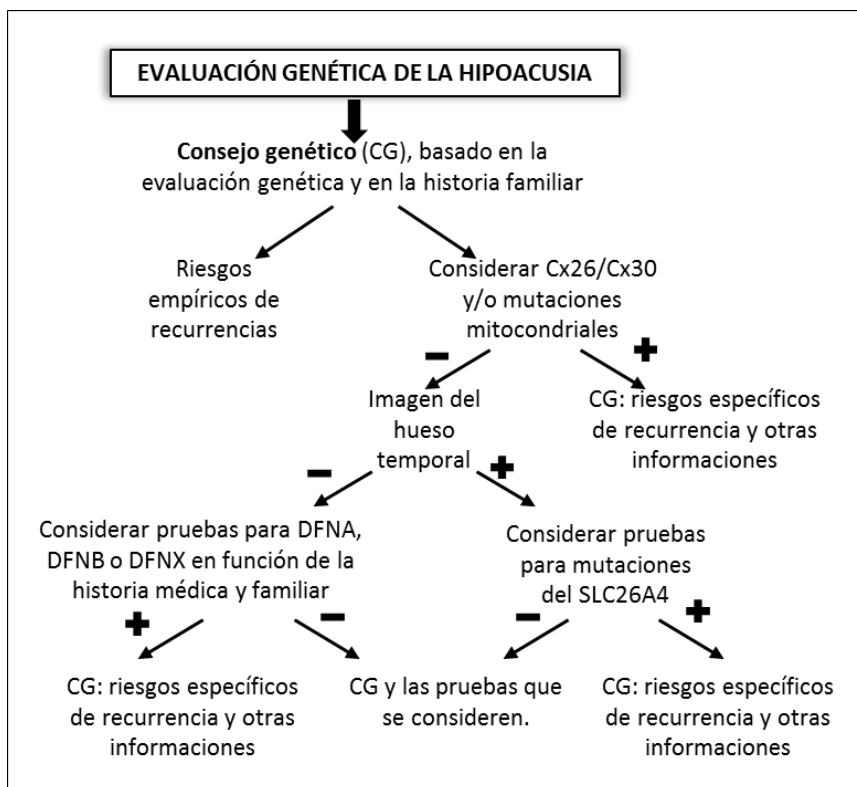 EVALUACIÓN GENÉTICA DE LA HIPOACUSIA
Consejo genético (CG), basado en la
evaluación genética y en la historia familiar
Riesgos
empíricos de
recurrencias
Considerar Cx26/Cx30
y/o mutaciones
mitocondriales
−
+
Imagen del
hueso
temporal
CG: riesgos específicos
de recurrencia y otras
informaciones
−
+
Considerar pruebas para DFNA,
DFNB o DFNX en función de la
historia médica y familiar
Considerar pruebas
para mutaciones
del SLC26A4
+
−
−
+
CG: riesgos específicos
de recurrencia y otras
informaciones
CG y las pruebas que
se consideren.
CG: riesgos específicos
de recurrencia y otras
informaciones